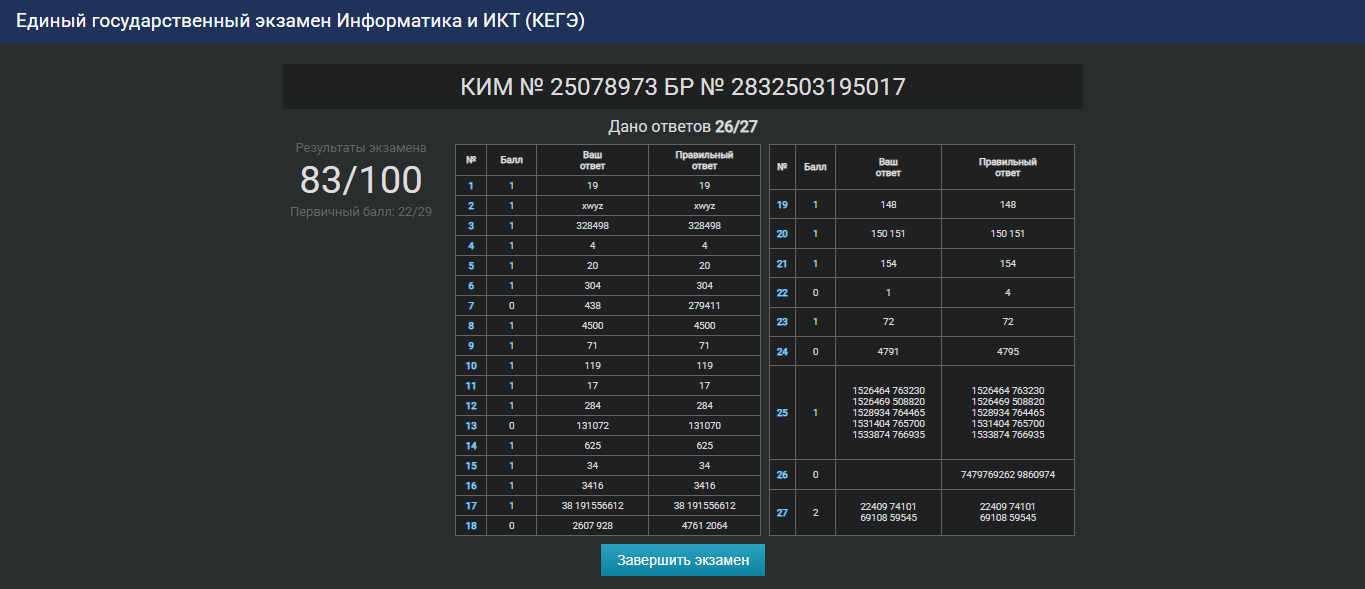 Единый государственный экзамен Информатика и ИКТ (КЕГЭ)
КИМ № 25078973 БР № 2832503195017
Дано ответов 26/27
Результаты экзамена
83/100
Первичный балл: 22/29
№ Балл Ваш ответ Правильный ответ
1 1 19 19
2 1 xwyz xwyz
3 1 328498 328498
4 1 4 4
5 1 20 20
6 1 304 304
7 0 438 279411
8 1 4500 4500
9 1 71 71
10 1 119 119
11 1 17 17
12 1 284 284
13 0 131072 131070
14 1 625 625
15 1 34 34
16 1 3416 3416
17 1 38 191556612 38 191556612
18 0 2607 928 4761 2064
№ Балл Ваш ответ Правильный ответ
19 1 148 148
20 1 150 151 150 151
21 1 154 154
22 0 1 4
23 1 72 72
24 0 4791 4795
1526464 763230 1526464 763230
1526469 508820 1526469 508820
25 1 1528934 764465 1528934 764465
1531404 765700 1531404 765700
1533874 766935 1533874 766935
26 0 7479769262 9860974
27 2 22409 74101 22409 74101
69108 59545 69108 59545
Завершить экзамен